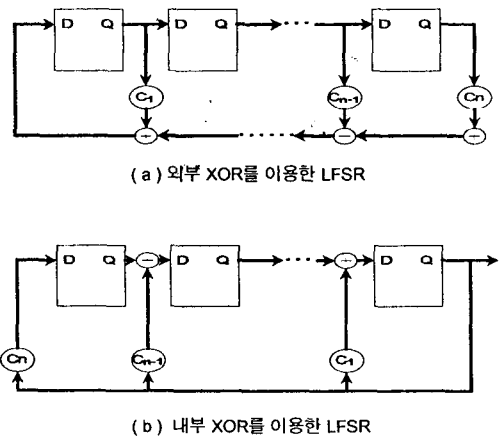 D Q D Q D Q
C1 Cn-1 Cn
+ − +
( a ) 외부 XOR를 이용한 LFSR
D Q − D Q + D Q
Cn Cn-1 C1
( b ) 내부 XOR를 이용한 LFSR